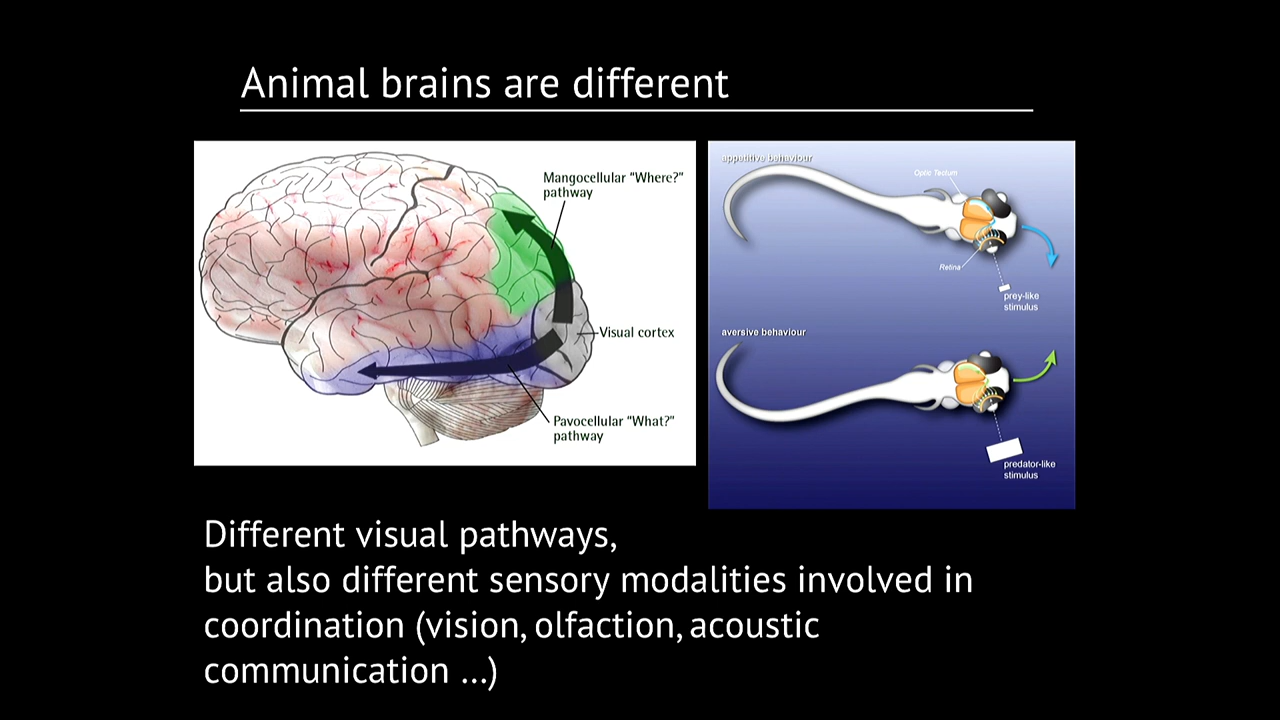 Animal brains are different
Mangocellular "Where?"
pathway
Visual cortex
Pavocellular "What?"
pathway
appetitive behaviour
Optic Tectum
Retina
prey-like
stimulus
aversive behaviour
predator-like
stimulus
Different visual pathways,
but also different sensory modalities involved in
coordination (vision, olfaction, acoustic
communication ...)